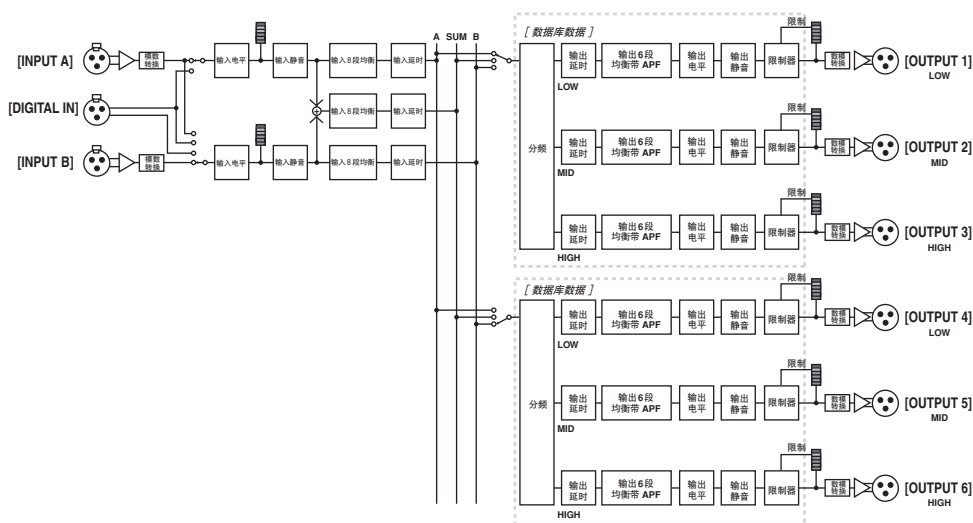 A SUM B
[INPUT A]
模数
转换
输入电平
输入静音
输入8段均衡
输入延时
[DIGITAL IN]
输入8段均衡
输入延时
[INPUT B]
模数
转换
输入电平
输入静音
输入8段均衡
输入延时
[ 数据库数据 ]
分频
输出
延时
LOW
输出6段
均衡带 APF
输出
电平
输出
静音
限制器
限制
数模
转换
[OUTPUT 1]
LOW
输出
延时
MID
输出6段
均衡带 APF
输出
电平
输出
静音
限制器
限制
数模
转换
[OUTPUT 2]
MID
输出
延时
HIGH
输出6段
均衡带 APF
输出
电平
输出
静音
限制器
限制
数模
转换
[OUTPUT 3]
HIGH
[ 数据库数据 ]
分频
输出
延时
LOW
输出6段
均衡带 APF
输出
电平
输出
静音
限制器
限制
数模
转换
[OUTPUT 4]
LOW
输出
延时
MID
输出6段
均衡带 APF
输出
电平
输出
静音
限制器
限制
数模
转换
[OUTPUT 5]
MID
输出
延时
HIGH
输出6段
均衡带 APF
输出
电平
输出
静音
限制器
限制
数模
转换
[OUTPUT 6]
HIGH